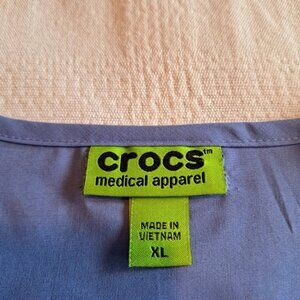 crocs™
medical apparel
MADE IN
VIETNAM
XL